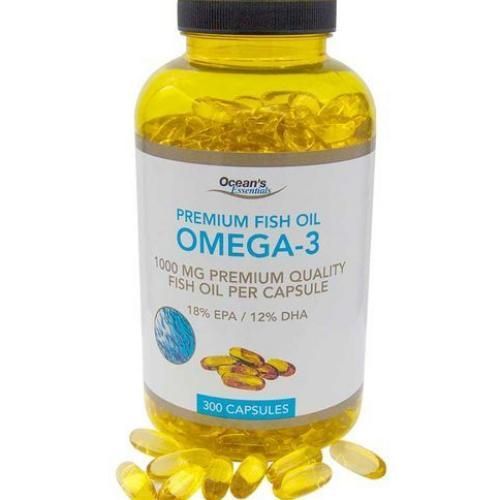 Ocean's
Essentials
PREMIUM FISH OIL
OMEGA-3
1000 MG PREMIUM QUALITY
FISH OIL PER CAPSULE
18% EPA / 12% DHA
300 CAPSULES